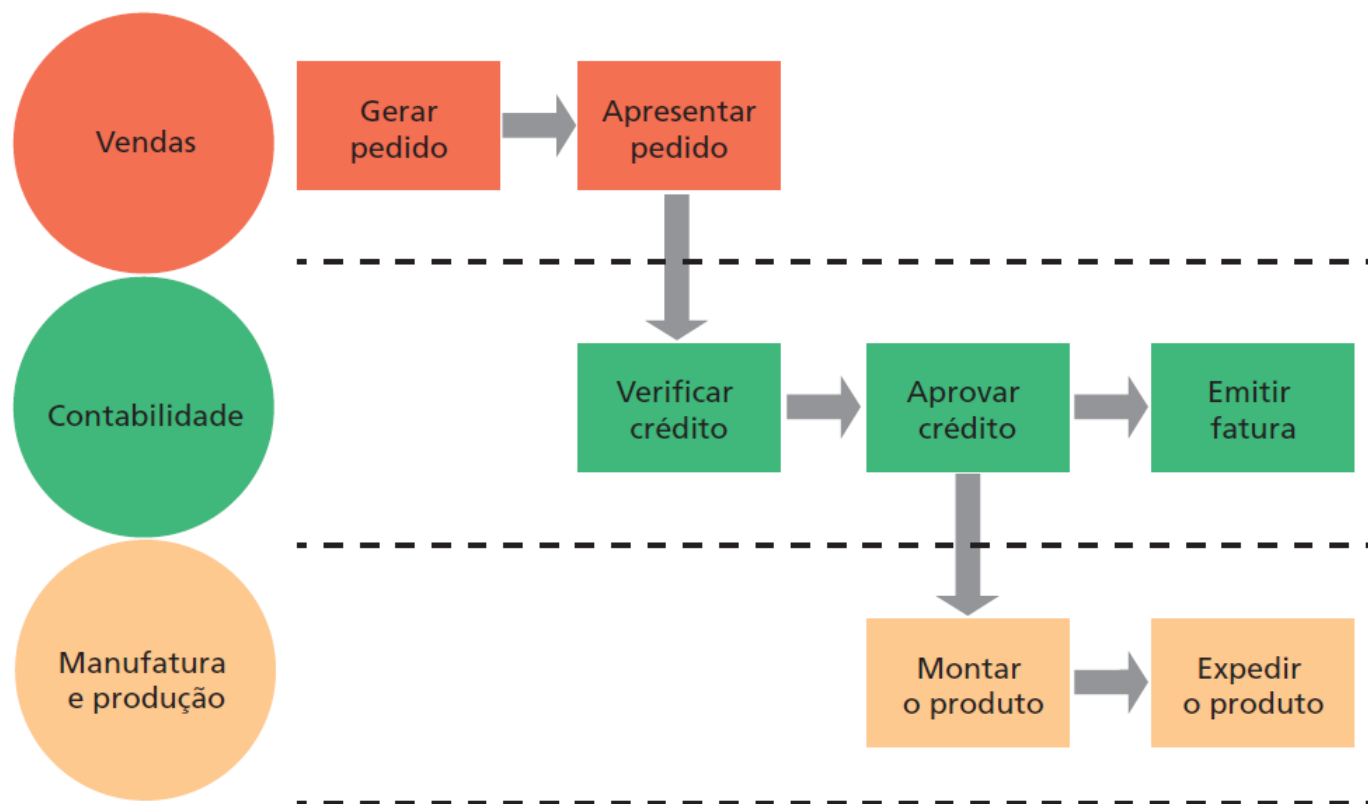 Vendas
Gerar
pedido
Apresentar
pedido
Contabilidade
Verificar
crédito
Aprovar
crédito
Emitir
fatura
Manufatura
e produção
Montar
o produto
Expedir
o produto